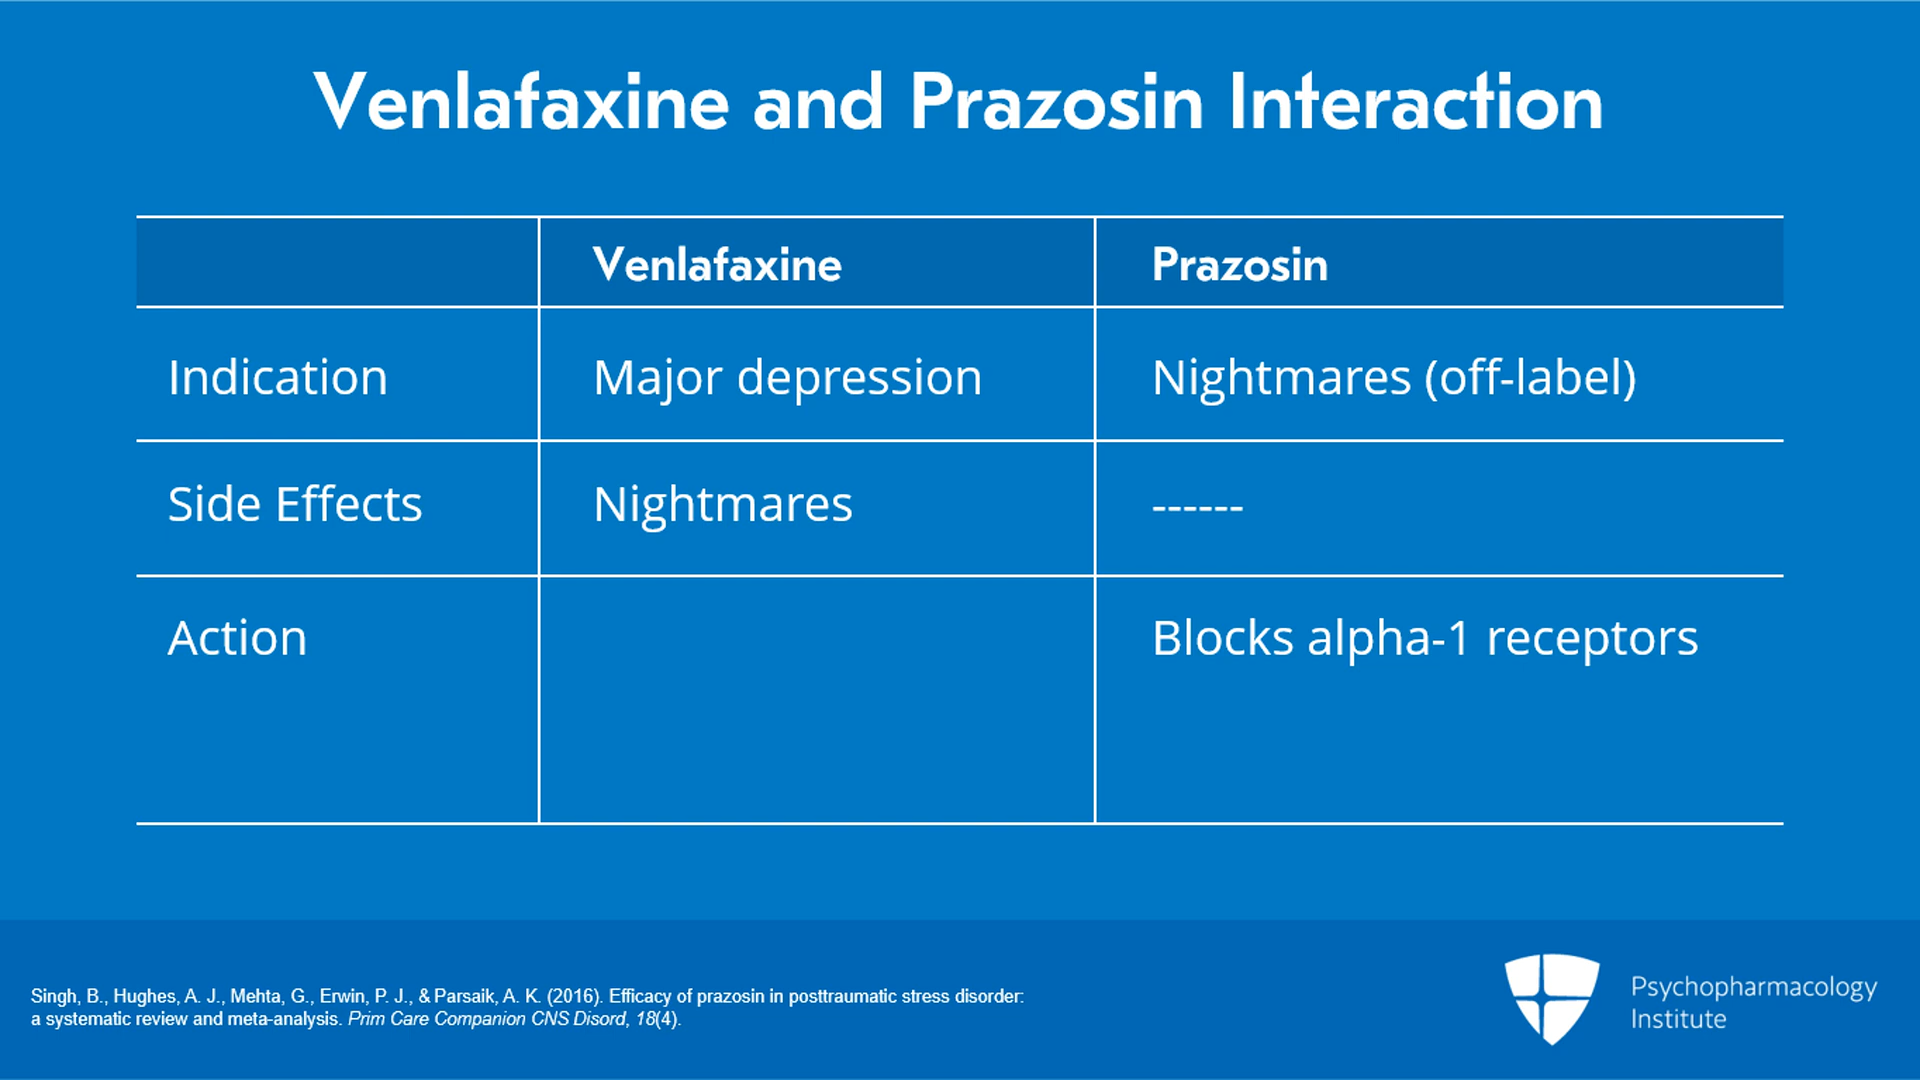 Venlafaxine and Prazosin Interaction
Venlafaxine Prazosin
Indication Major depression Nightmares (off-label)
Side Effects Nightmares ------
Action Blocks alpha-1 receptors
Singh, B., Hughes, A. J., Mehta, G., Erwin, P. J., & Parsaik, A. K. (2016). Efficacy of prazosin in posttraumatic stress disorder:
a systematic review and meta-analysis. Prim Care Companion CNS Disord, 18(4).
Psychopharmacology
Institute